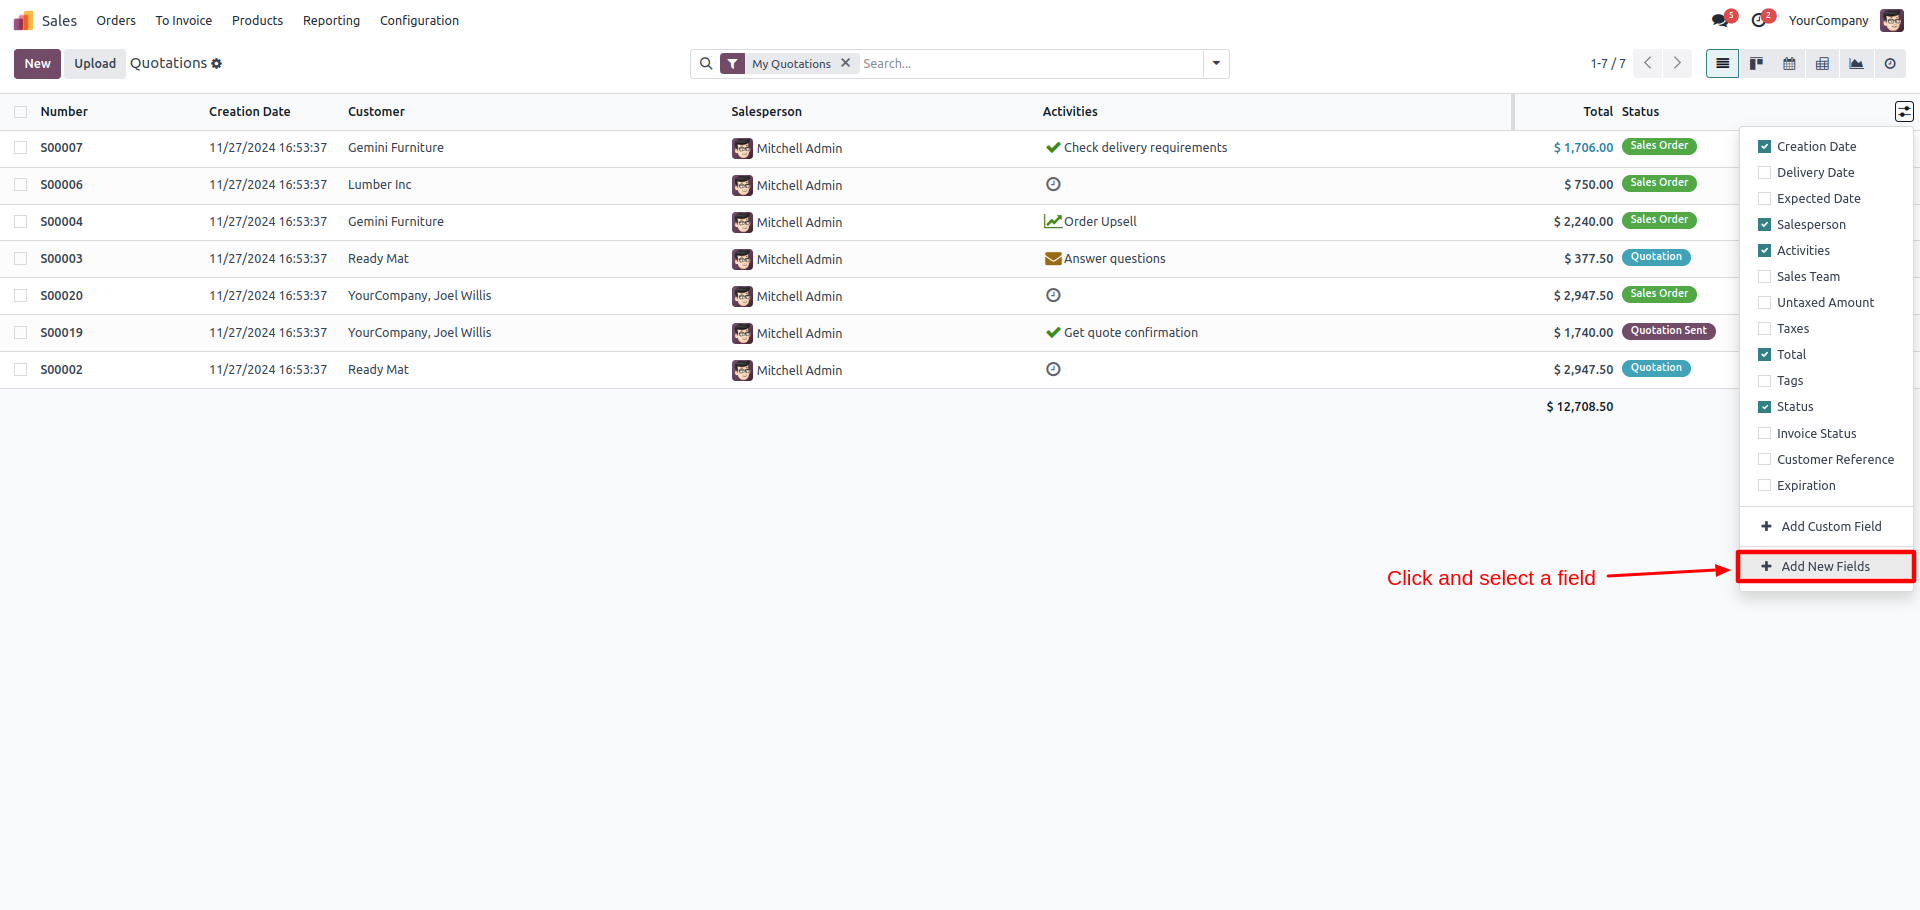 Sales Orders To Invoice Products Reporting Configuration 5 2 YourCompany
New Upload Quotations My Quotations Search... 1-7 / 7
Number Creation Date Customer Salesperson Activities Total Status
S00007 11/27/2024 16:53:37 Gemini Furniture Mitchell Admin Check delivery requirements $ 1,706.00 Sales Order
S00006 11/27/2024 16:53:37 Lumber Inc Mitchell Admin $ 750.00 Sales Order
S00004 11/27/2024 16:53:37 Gemini Furniture Mitchell Admin Order Upsell $ 2,240.00 Sales Order
S00003 11/27/2024 16:53:37 Ready Mat Mitchell Admin Answer questions $ 377.50 Quotation
S00020 11/27/2024 16:53:37 YourCompany, Joel Willis Mitchell Admin $ 2,947.50 Sales Order
S00019 11/27/2024 16:53:37 YourCompany, Joel Willis Mitchell Admin Get quote confirmation $ 1,740.00 Quotation Sent
S00002 11/27/2024 16:53:37 Ready Mat Mitchell Admin $ 2,947.50 Quotation
$ 12,708.50
Creation Date
Delivery Date
Expected Date
Salesperson
Activities
Sales Team
Untaxed Amount
Taxes
Total
Tags
Status
Invoice Status
Customer Reference
Expiration
Add Custom Field
Add New Fields
Click and select a field